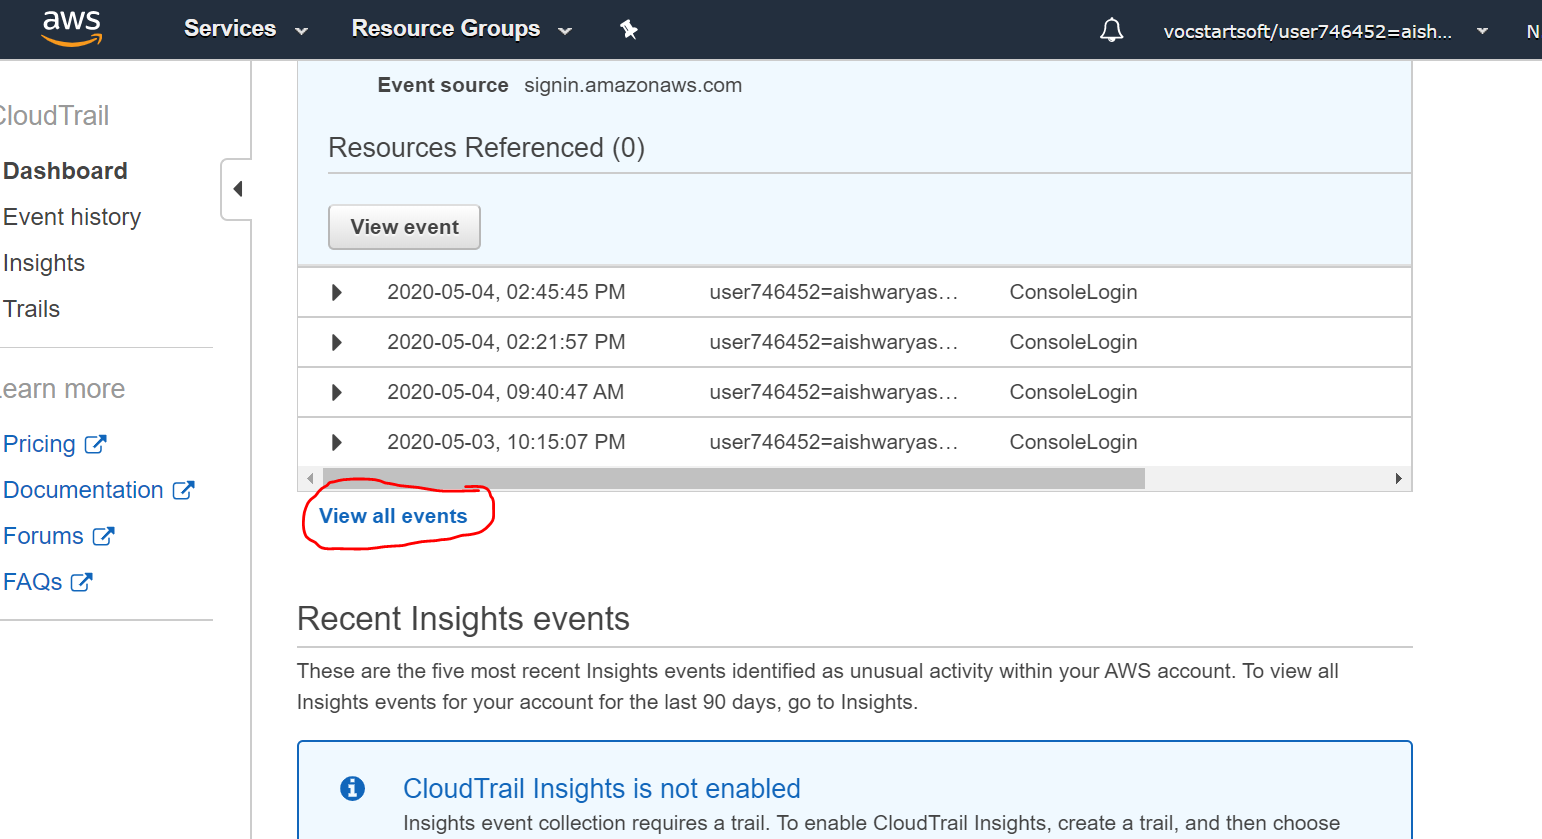 aws Services Resource Groups vocstartsoft/user746452=aish... N
Event source signin.amazonaws.com
CloudTrail
Resources Referenced (0)
Dashboard
Event history
View event
Insights
2020-05-04, 02:45:45 PM user746452=aishwaryas... ConsoleLogin
Trails
2020-05-04, 02:21:57 PM user746452=aishwaryas... ConsoleLogin
earn more
2020-05-04, 09:40:47 AM user746452=aishwaryas... ConsoleLogin
Pricing
2020-05-03, 10:15:07 PM user746452=aishwaryas... ConsoleLogin
Documentation
View all events
Forums
FAQs
Recent Insights events
These are the five most recent Insights events identified as unusual activity within your AWS account. To view all
Insights events for your account for the last 90 days, go to Insights.
CloudTrail Insights is not enabled
Insights event collection requires a trail. To enable CloudTrail Insights, create a trail, and then choose